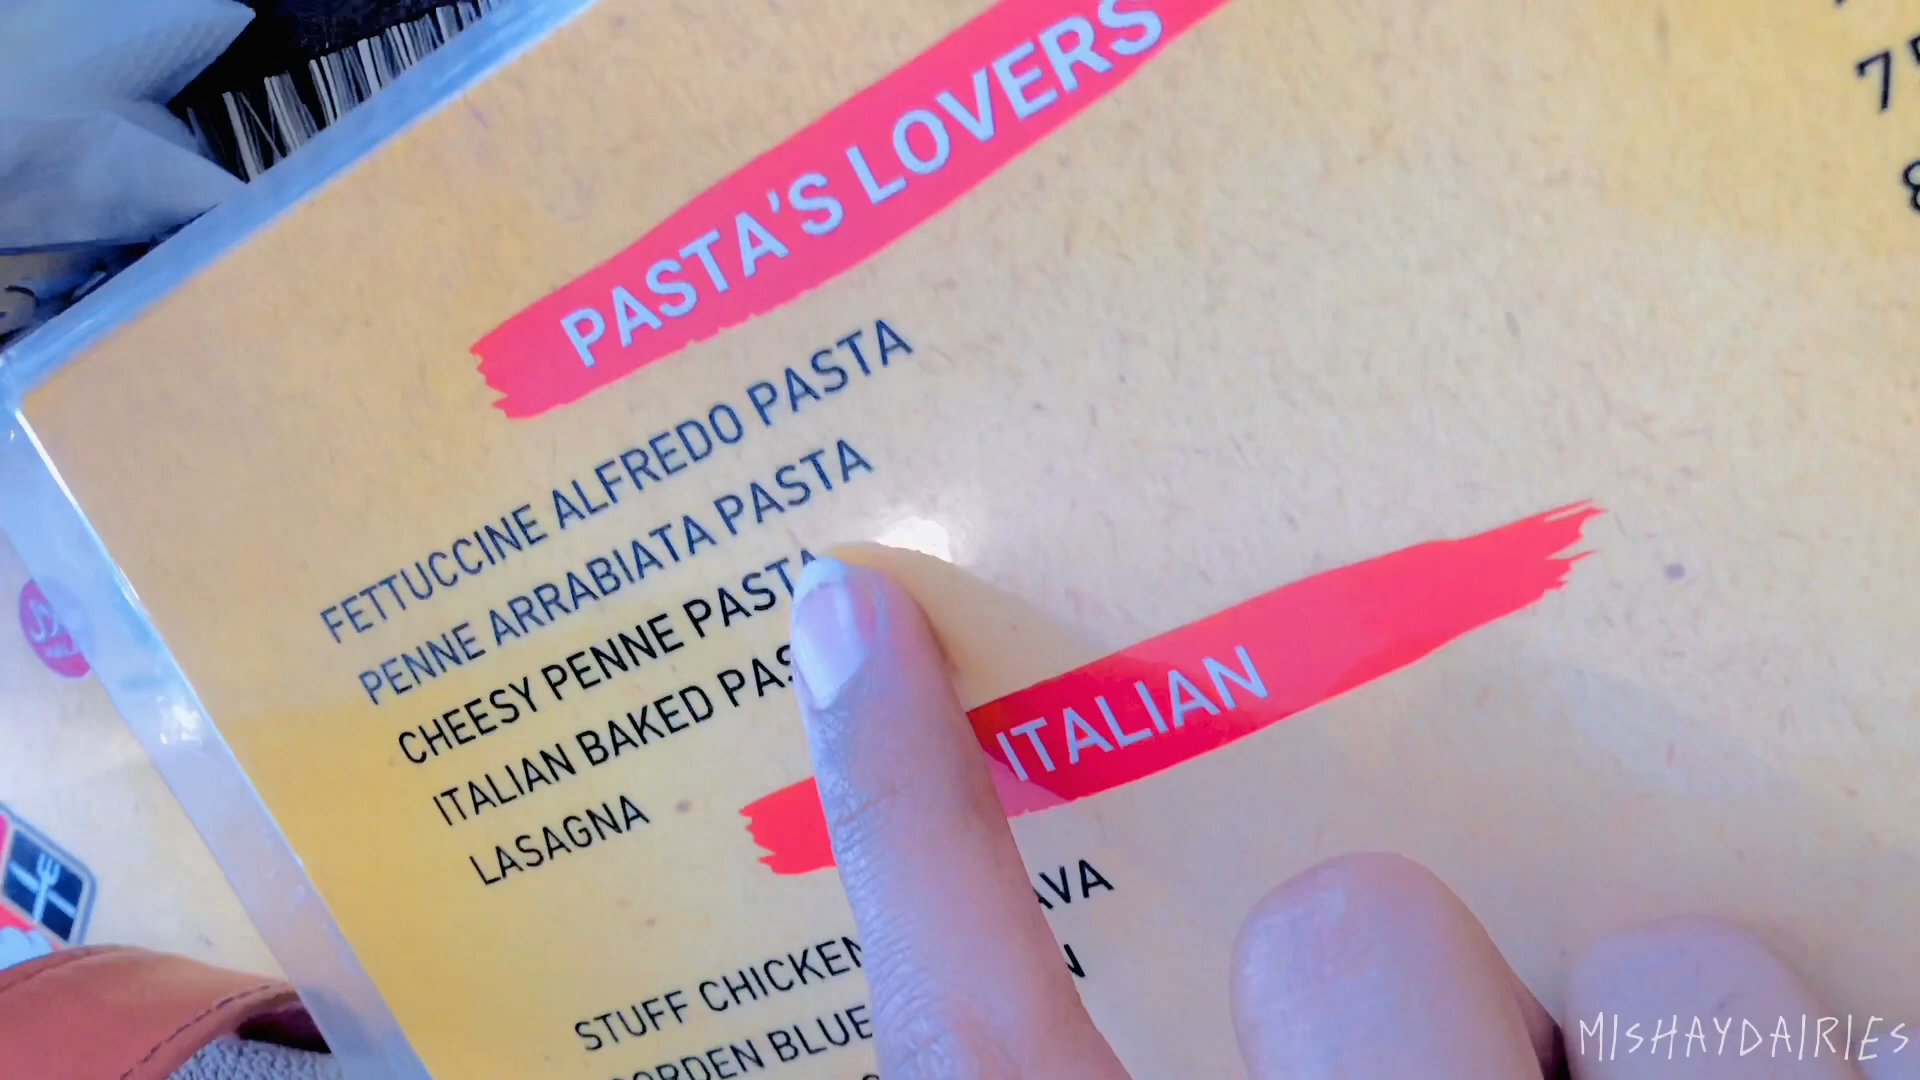 PASTA'S LOVERS
FETTUCCINE ALFREDO PASTA
PENNE ARRABIATA PASTA
CHEESY PENNE PASTA
ITALIAN BAKED
LASAGNA
ITALIAN
STUFF CHICKEN
BLUE
MISHAYDAIRIES